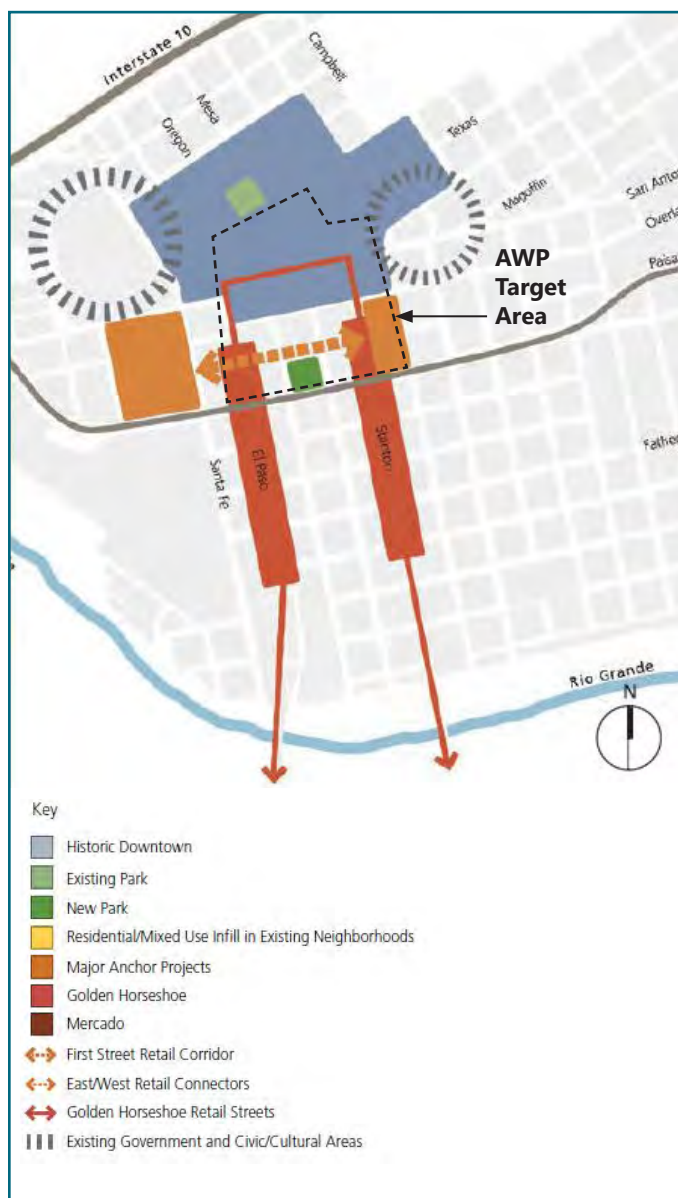 Interstate 10
Campbell
Mesa
Oregon
Texas
Magoffin
San Anto
Overla
Paisa
AWP
Target
Area
Father
Santa Fe
El Paso
Stanton
Rio Grande
N
Key
Historic Downtown
Existing Park
New Park
Residential/Mixed Use Infill in Existing Neighborhoods
Major Anchor Projects
Golden Horseshoe
Mercado
First Street Retail Corridor
East/West Retail Connectors
Golden Horseshoe Retail Streets
Existing Government and Civic/Cultural Areas